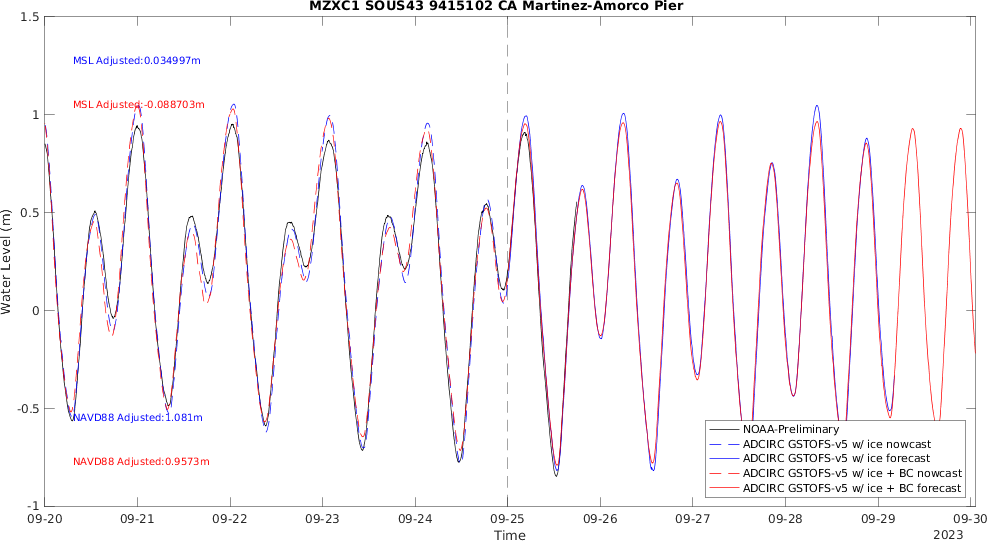 MZXC1 SOUS43 9415102 CA Martinez-Amorco Pier
1.5
MSL Adjusted:0.034997m
MSL Adjusted:-0.088703m
1
0.5
Water Level (m)
0
-0.5
NAVD88 Adjusted:1.081m
NAVD88 Adjusted:0.9573m
-1
NOAA-Preliminary
ADCIRC GSTOFS-v5 w/ ice nowcast
ADCIRC GSTOFS-v5 w/ ice forecast
ADCIRC GSTOFS-v5 w/ ice + BC nowcast
ADCIRC GSTOFS-v5 w/ ice + BC forecast
09-20 09-21 09-22 09-23 09-24 09-25 09-26 09-27 09-28 09-29 09-30
Time
2023